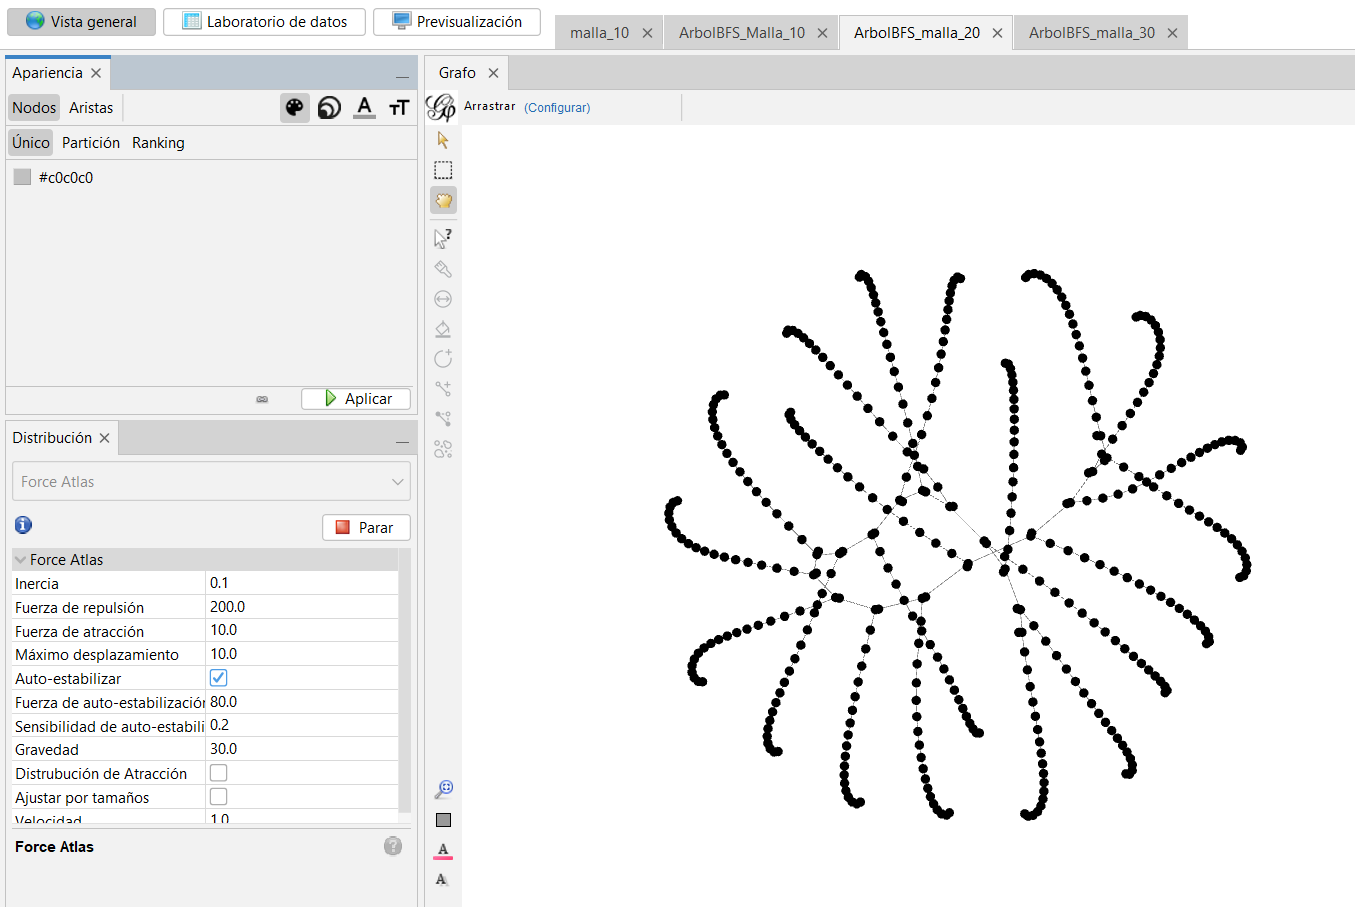 Vista general
Laboratorio de datos
Previsualización
malla_10
ArbolBFS_Malla_10
ArbolBFS_malla_20
ArbolBFS_malla_30
Apariencia
Nodos
Aristas
Único
Partición
Ranking
#c0c0c0
Aplicar
Distribución
Force Atlas
Parar
Force Atlas
Inercia 0.1
Fuerza de repulsión 200.0
Fuerza de atracción 10.0
Máximo desplazamiento 10.0
Auto-estabilizar
Fuerza de auto-estabilización 80.0
Sensibilidad de auto-estabili 0.2
Gravedad 30.0
Distrubución de Atracción
Ajustar por tamaños
Velocidad 1.0
Force Atlas
Grafo
Arrastrar (Configurar)